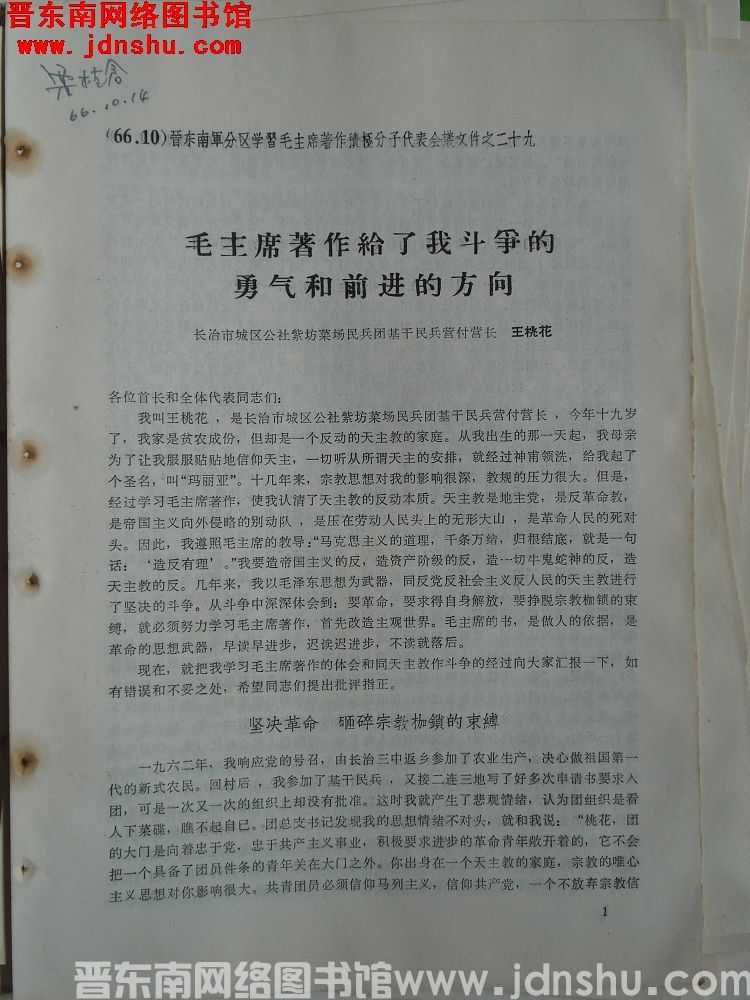 晋东南网络图书馆
www.jdnshu.com
66.10.14
(66.10)晉东南軍分区学習毛主席著作積極分子代表会議文件之二十九
毛主席著作給了我斗爭的
勇气和前进的方向
长冶市城区公社紫坊菜场民兵团基干民兵营付营长 王桃花
各位首长和全体代表同志们:
我叫王桃花，是长治市城区公社紫坊菜场民兵团基干民兵营付营长，今年十九岁
了，我家是贫农成份，但却是一个反动的天主教的家庭。从我出生的那一天起，我母亲
为了让我服服贴贴地信仰天主，一切听从所谓天主的安排，就经过神甫领洗，给我起了
个圣名，叫“玛丽亚”。十几年来，宗教思想对我的影响很深，教规的压力很大。但是，
经过学习毛主席著作，使我认清了天主教的反动本质。天主教是地主党，是反革命教，
是帝国主义向外侵略的别动队，是压在劳动人民头上的无形大山，是革命人民的死对
头。因此，我遵照毛主席的教导:“马克思主义的道理，千条万绪，归根结底，就是一句
话：‘造反有理’。”我要造帝国主义的反，造资产阶级的反，造一切牛鬼蛇神的反，造
天主教的反。几年来，我以毛泽东思想为武器，同反党反社会主义反人民的天主教进行
了坚决的斗争。从斗争中深深体会到：要革命，要求得自身解放，要挣脱宗教枷锁的束
缚，就必须努力学习毛主席著作，首先改造主观世界。毛主席的书，是做人的依据，是
革命的思想武器，早读早进步，迟读迟进步，不读就落后。
现在，就把我学习毛主席著作的体会和同天主教作斗争的经过向大家汇报一下，如
有错误和不妥之处，希望同志们提出批评指正。
坚决革命 砸碎宗教枷鎖的束縛
一九六二年，我响应党的号召，由长治三中返乡参加了农业生产，决心做祖国第一
代的新式农民。回村后，我参加了基干民兵，又接二连三地写了好多次申请书要求入
团，可是一次又一次的组织上却没有批准。这时我就产生了悲观情绪，认为团组织是看
人下菜碟，瞧不起自已。团总支书记发现我的思想情绪不对头，就和我说：“桃花，团
的大门是向着忠于党，忠于共产主义事业，积极要求进步的革命青年敞开着的，它不会
把一个具备了团员件条的青年关在大门之外。你出身在一个天主教的家庭，宗教的唯心
主义思想对你影响很大。共青团员必须信仰马列主义，信仰共产党，一个不放弃宗教信
1
晋东南网络图书馆www.jdnshu.com